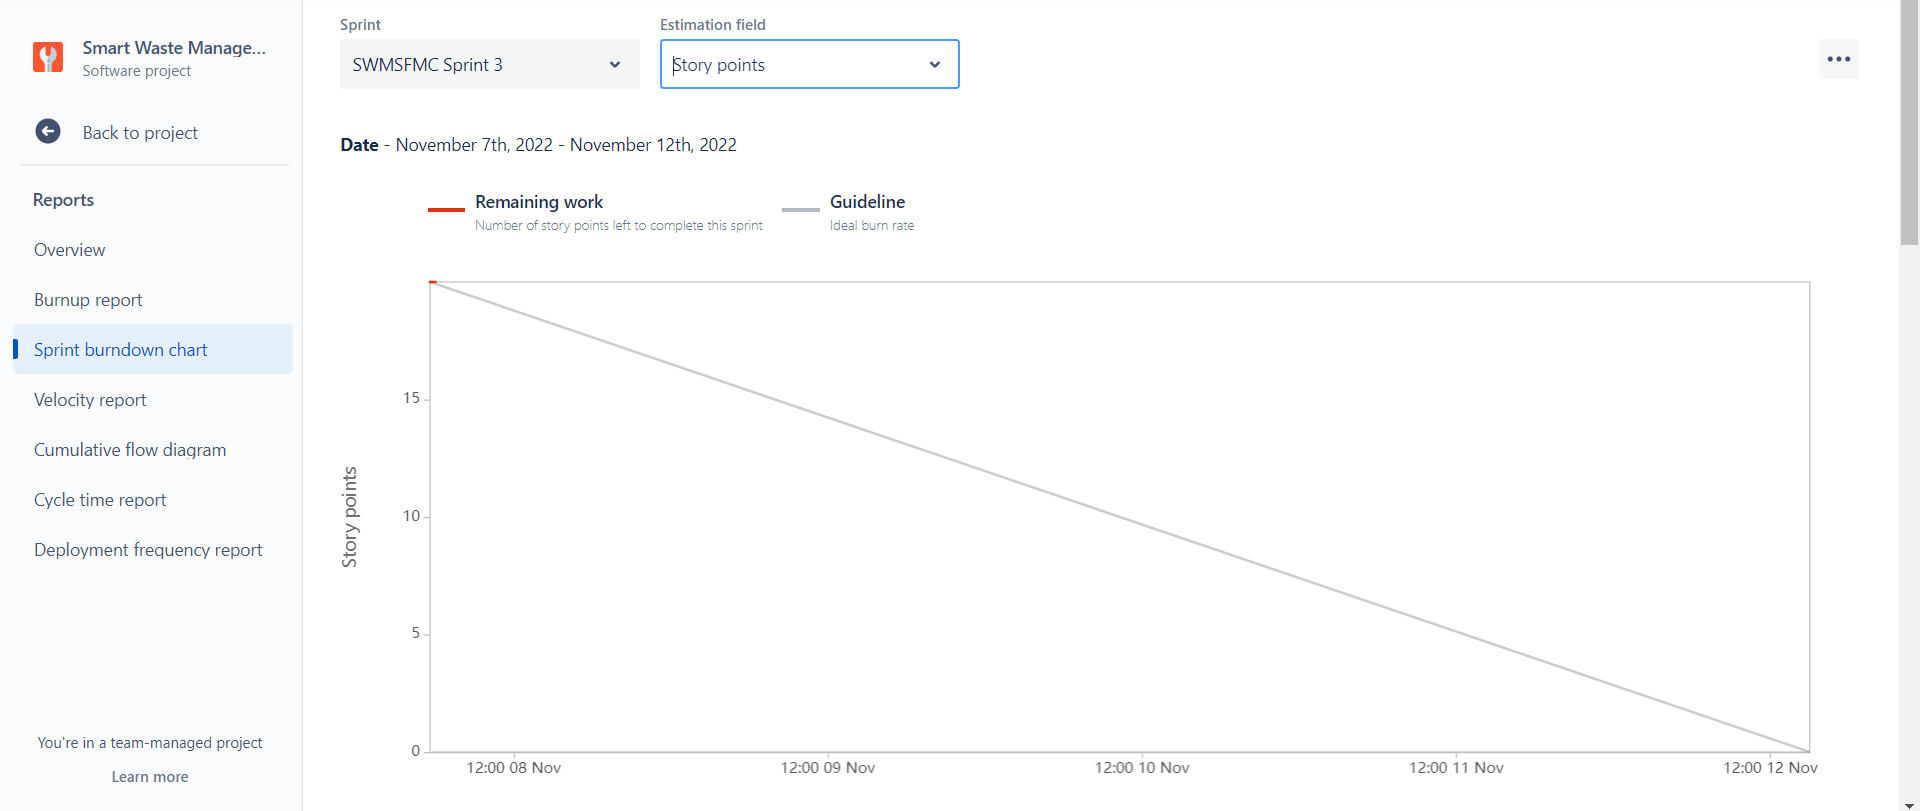 Smart Waste Manage...
Software project
Back to project
Reports
Overview
Burnup report
Sprint burndown chart
Velocity report
Cumulative flow diagram
Cycle time report
Deployment frequency report
You're in a team-managed project
Learn more
Sprint
Estimation field
SWMSFMC Sprint 3
Story points
Date - November 7th, 2022 - November 12th, 2022
Remaining work
Number of story points left to complete this sprint
Guideline
Ideal burn rate
Story points
15
10
5
0
12:00 08 Nov
12:00 09 Nov
12:00 10 Nov
12:00 11 Nov
12:00 12 Nov